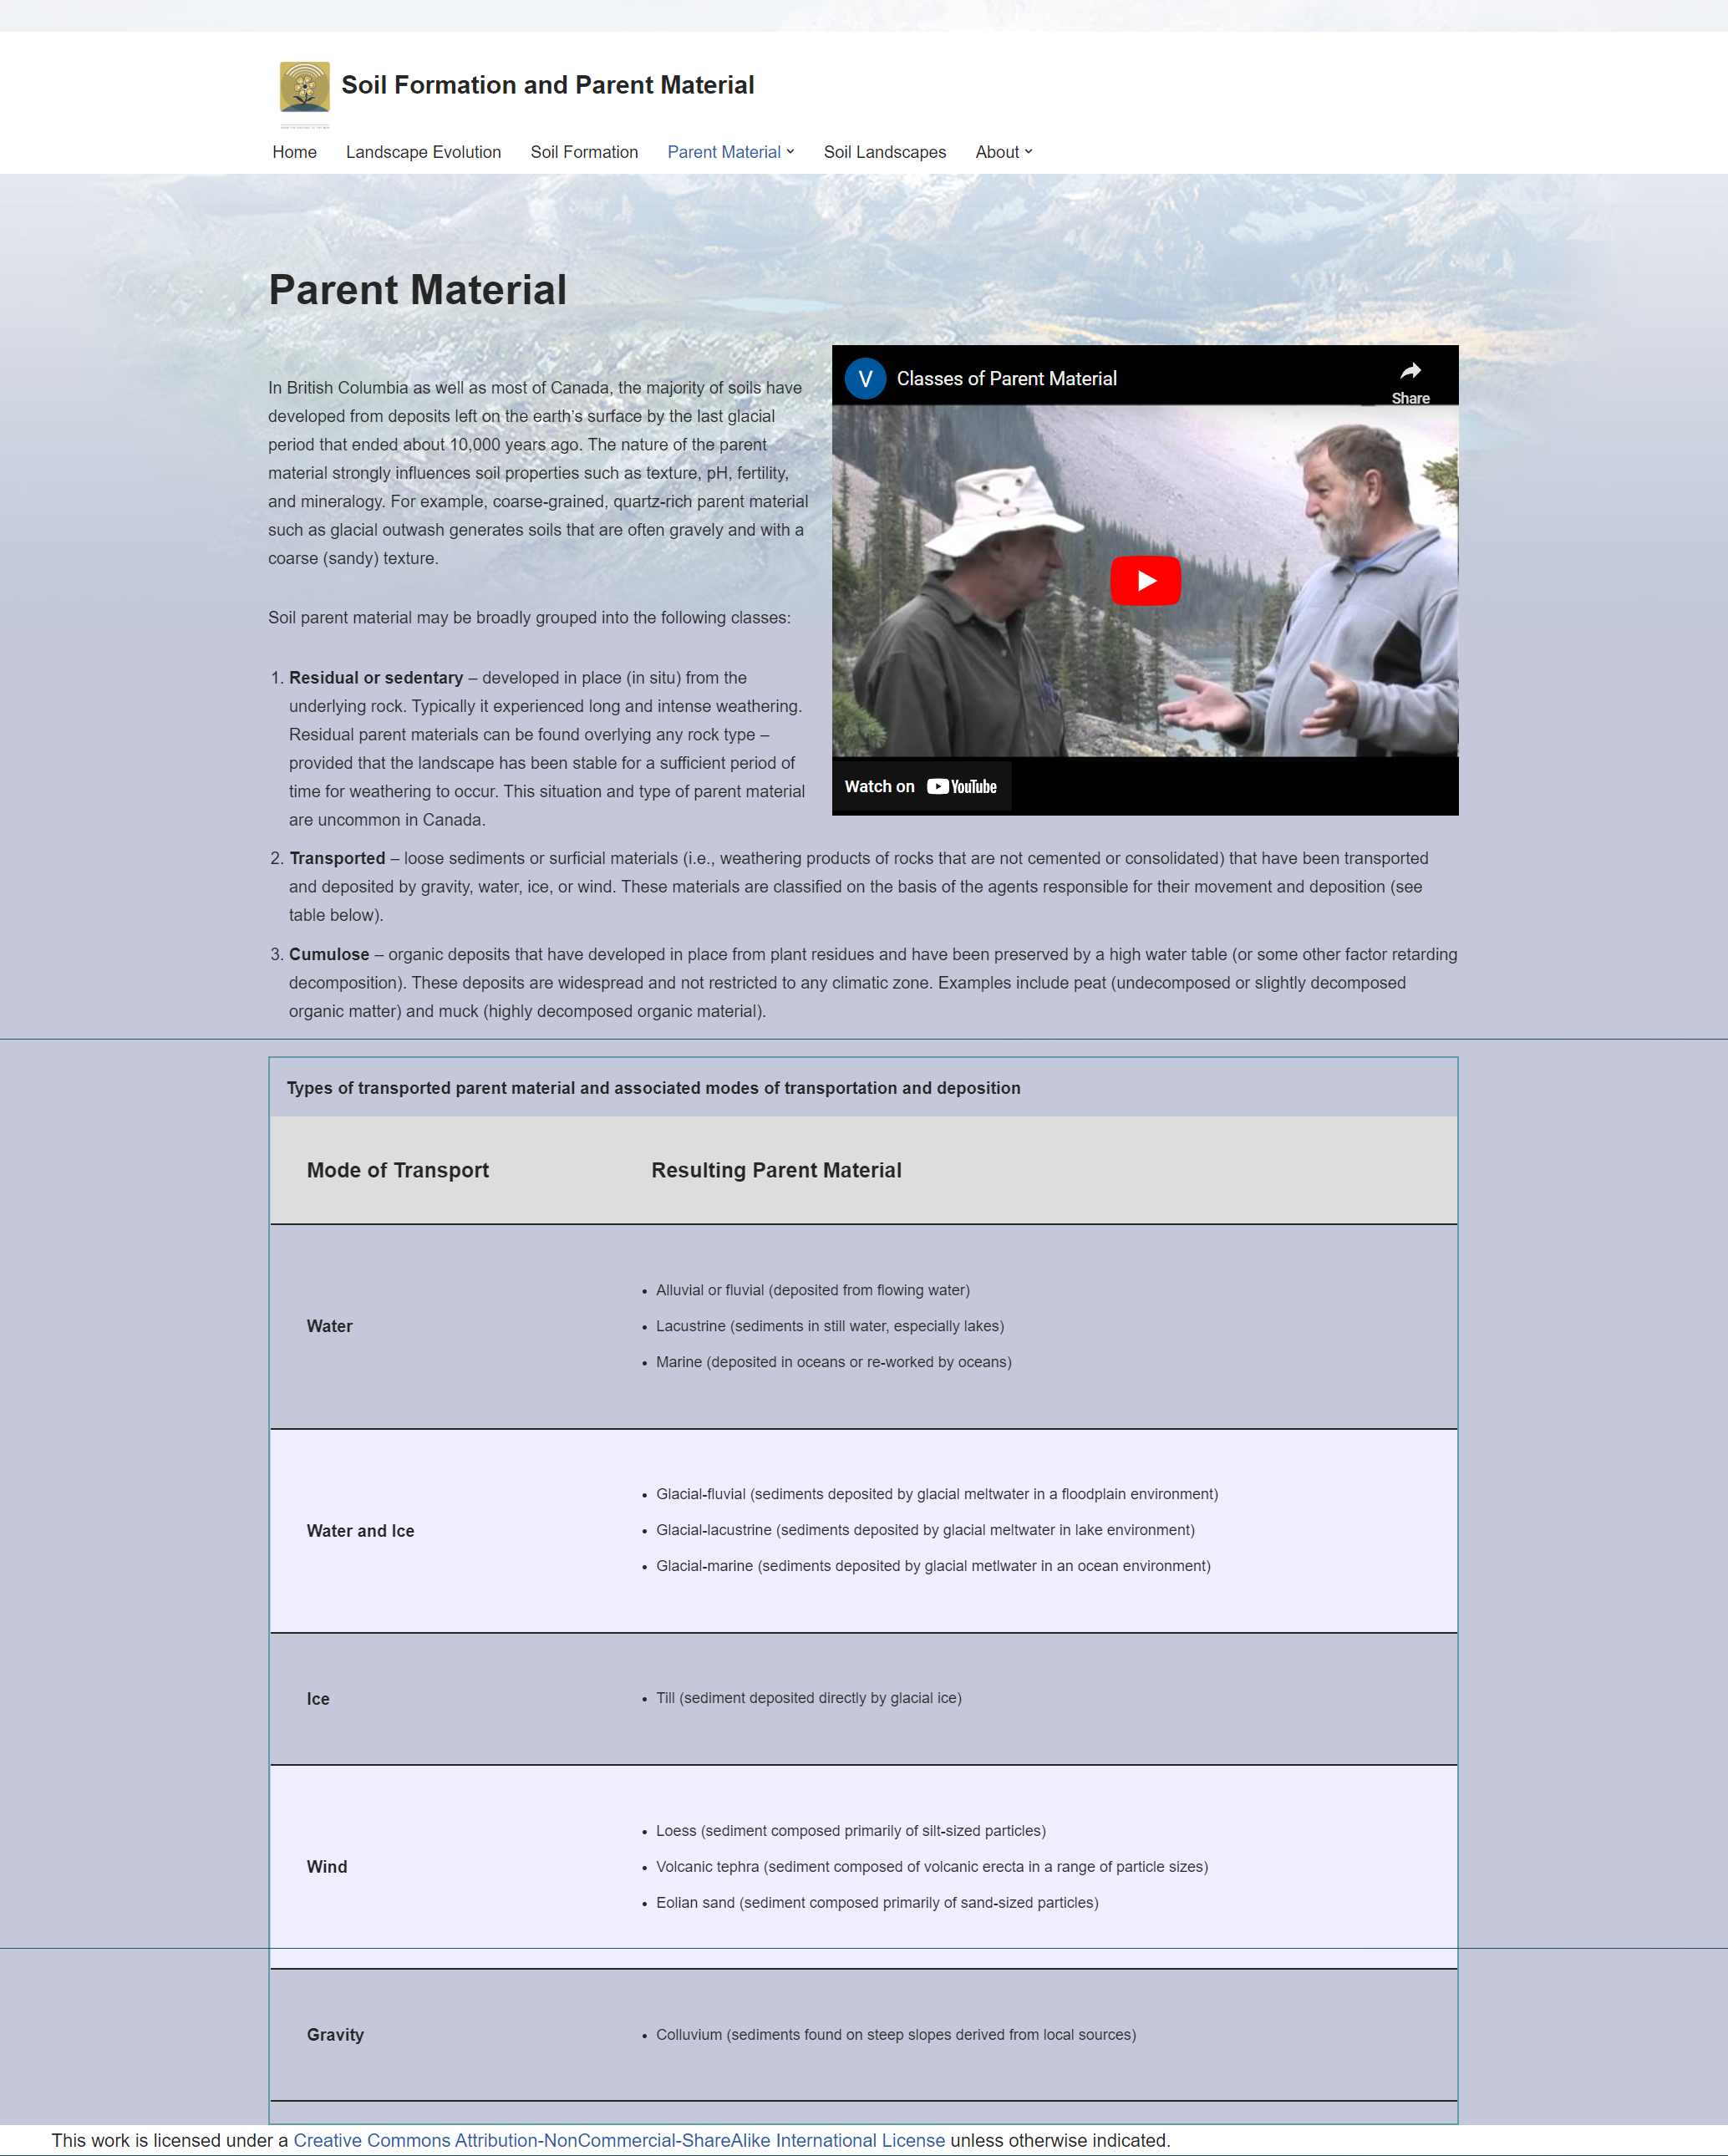 Soil Formation and Parent Material
Home Landscape Evolution Soil Formation Parent Material Soil Landscapes About
Parent Material
In British Columbia as well as most of Canada, the majority of soils have
developed from deposits left on the earth’s surface by the last glacial
period that ended about 10,000 years ago. The nature of the parent
material strongly influences soil properties such as texture, pH, fertility,
and mineralogy. For example, coarse-grained, quartz-rich parent material
such as glacial outwash generates soils that are often gravely and with a
coarse (sandy) texture.
Soil parent material may be broadly grouped into the following classes:
1. Residual or sedentary – developed in place (in situ) from the
underlying rock. Typically it experienced long and intense weathering.
Residual parent materials can be found overlying any rock type –
provided that the landscape has been stable for a sufficient period of
time for weathering to occur. This situation and type of parent material
are uncommon in Canada.
V Classes of Parent Material
Share
Watch on YouTube
2. Transported – loose sediments or surficial materials (i.e., weathering products of rocks that are not cemented or consolidated) that have been transported
and deposited by gravity, water, ice, or wind. These materials are classified on the basis of the agents responsible for their movement and deposition (see
table below).
3. Cumulose – organic deposits that have developed in place from plant residues and have been preserved by a high water table (or some other factor retarding
decomposition). These deposits are widespread and not restricted to any climatic zone. Examples include peat (undecomposed or slightly decomposed
organic matter) and muck (highly decomposed organic material).
Types of transported parent material and associated modes of transportation and deposition
Mode of Transport Resulting Parent Material
Water
• Alluvial or fluvial (deposited from flowing water)
• Lacustrine (sediments in still water, especially lakes)
• Marine (deposited in oceans or re-worked by oceans)
Water and Ice
• Glacial-fluvial (sediments deposited by glacial meltwater in a floodplain environment)
• Glacial-lacustrine (sediments deposited by glacial meltwater in lake environment)
• Glacial-marine (sediments deposited by glacial metlwater in an ocean environment)
Ice
• Till (sediment deposited directly by glacial ice)
Wind
• Loess (sediment composed primarily of silt-sized particles)
• Volcanic tephra (sediment composed of volcanic erecta in a range of particle sizes)
• Eolian sand (sediment composed primarily of sand-sized particles)
Gravity
• Colluvium (sediments found on steep slopes derived from local sources)
This work is licensed under a Creative Commons Attribution-NonCommercial-ShareAlike International License unless otherwise indicated.